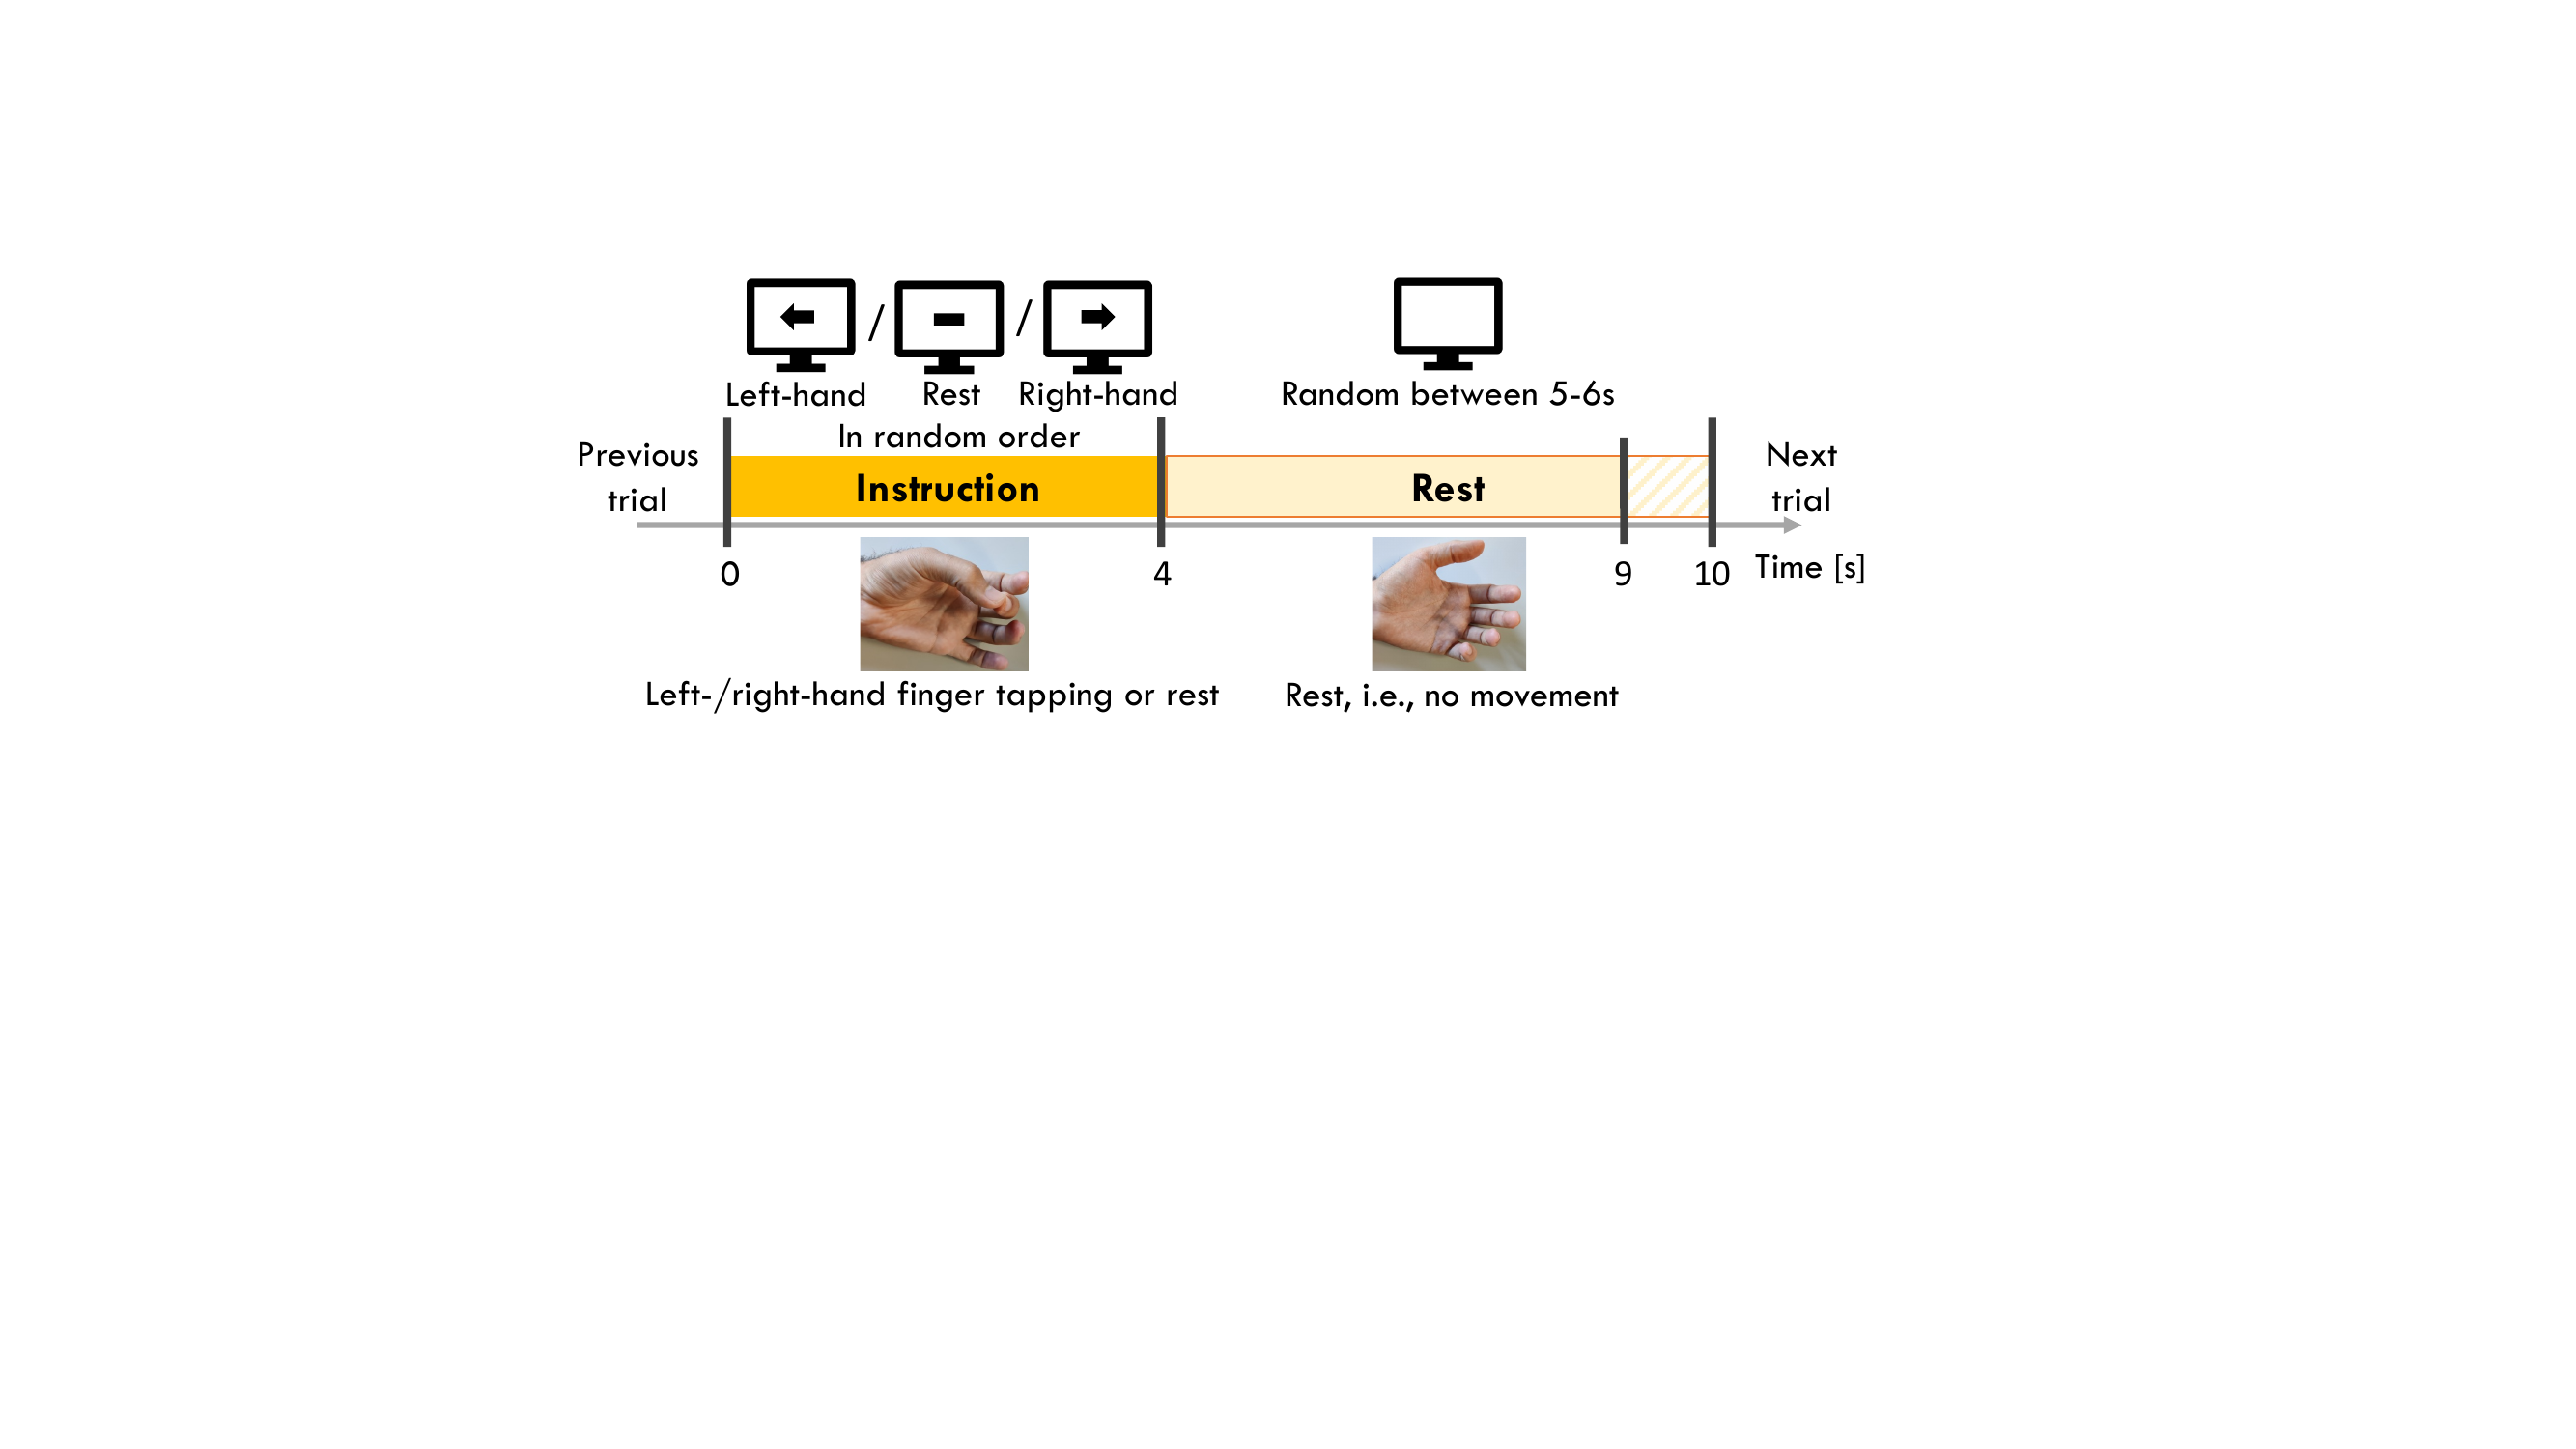 Left-hand / Rest / Right-hand
In random order
Random between 5-6s
Previous
trial
Instruction
Rest
Next
trial
0
4
9
10
Time [s]
Left-/right-hand finger tapping or rest
Rest, i.e., no movement